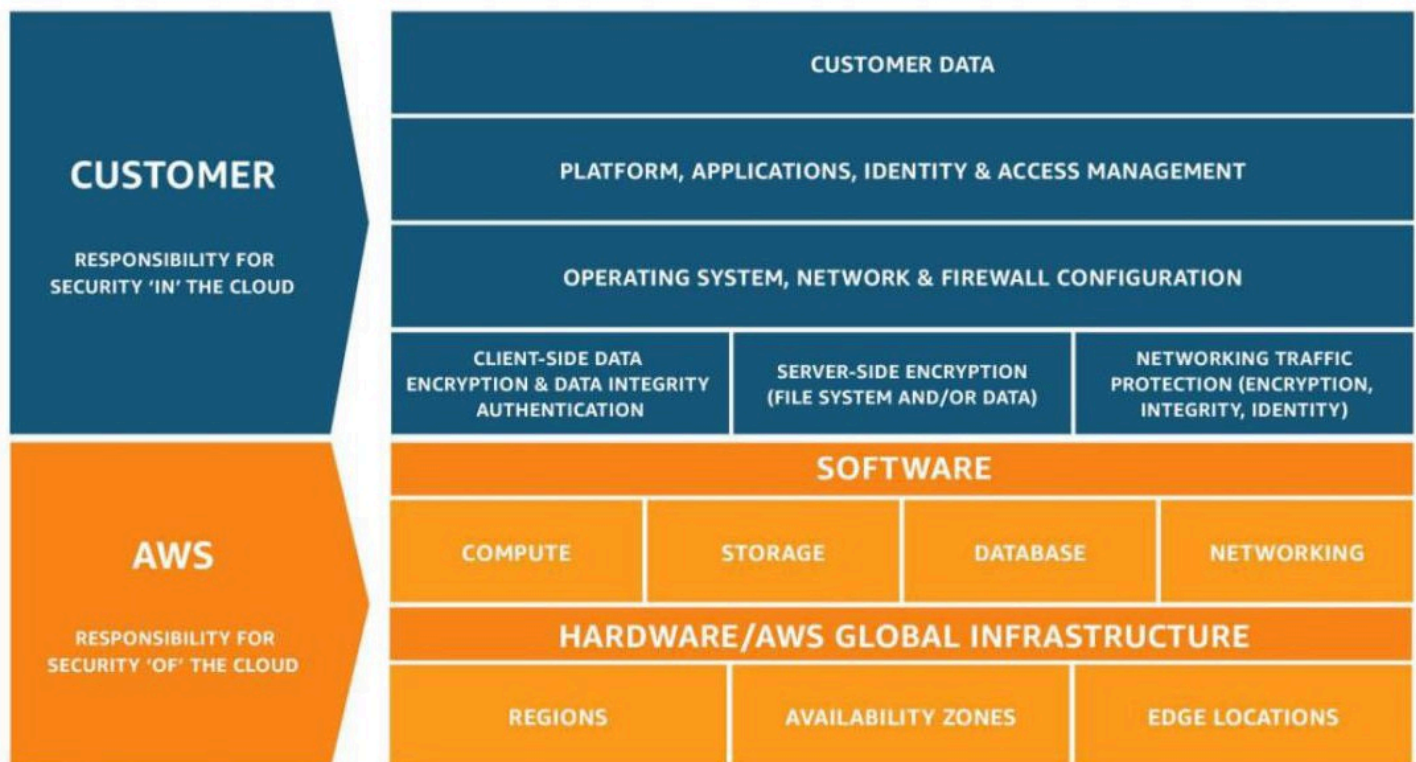 CUSTOMER
RESPONSIBILITY FOR
SECURITY ‘IN’ THE CLOUD
CUSTOMER DATA
PLATFORM, APPLICATIONS, IDENTITY & ACCESS MANAGEMENT
OPERATING SYSTEM, NETWORK & FIREWALL CONFIGURATION
CLIENT-SIDE DATA
ENCRYPTION & DATA INTEGRITY
AUTHENTICATION
SERVER-SIDE ENCRYPTION
(FILE SYSTEM AND/OR DATA)
NETWORKING TRAFFIC
PROTECTION (ENCRYPTION,
INTEGRITY, IDENTITY)
AWS
RESPONSIBILITY FOR
SECURITY ‘OF’ THE CLOUD
SOFTWARE
COMPUTE
STORAGE
DATABASE
NETWORKING
HARDWARE/AWS GLOBAL INFRASTRUCTURE
REGIONS
AVAILABILITY ZONES
EDGE LOCATIONS